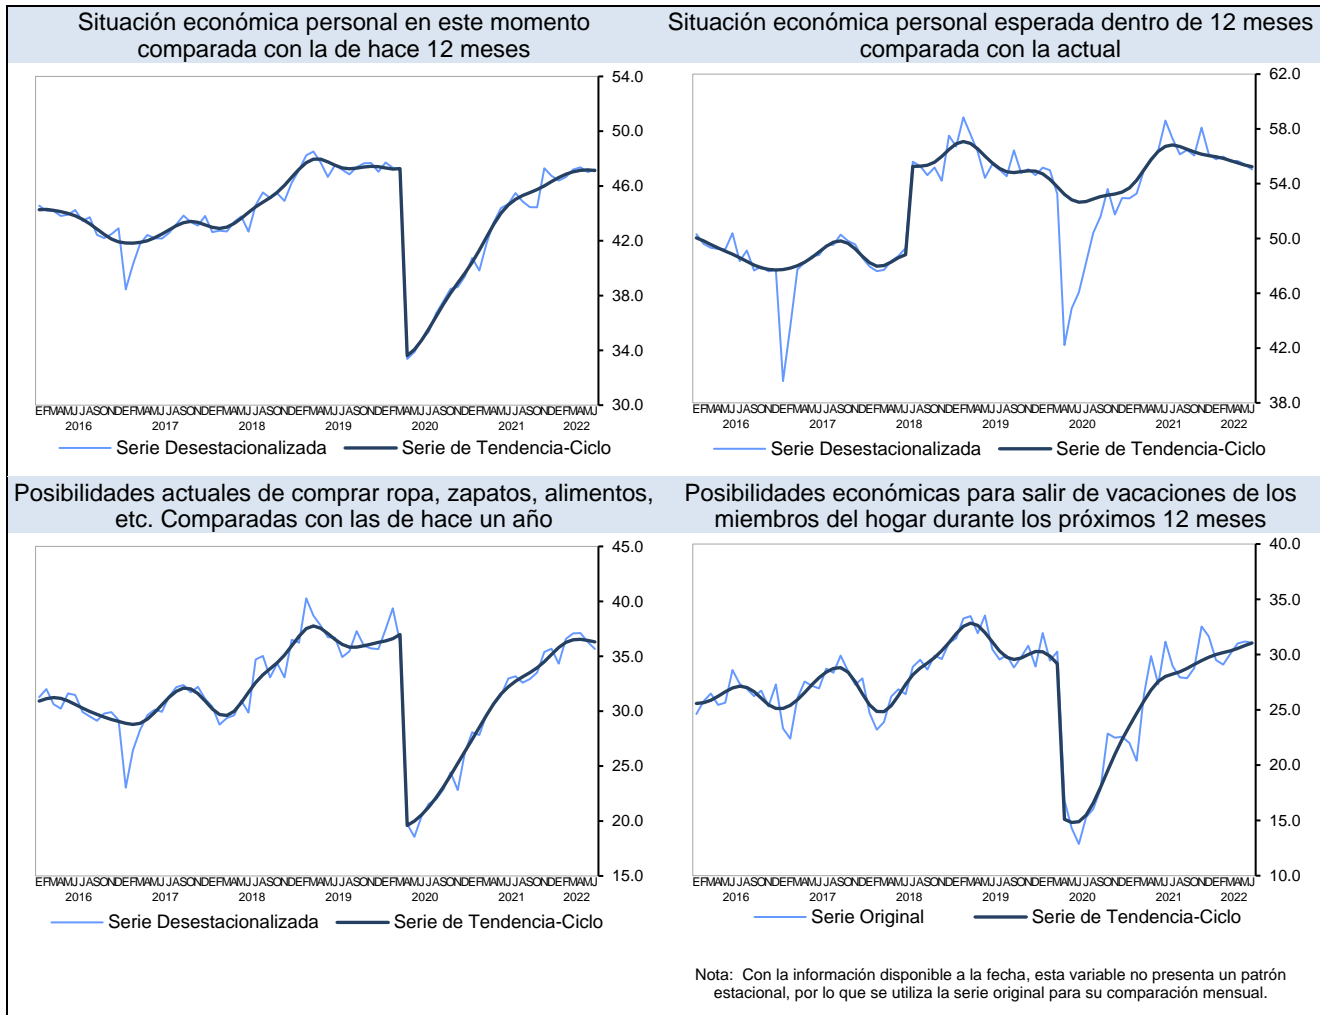 Situación económica personal en este momento
comparada con la de hace 12 meses
54.0
50.0
46.0
42.0
38.0
34.0
30.0
EFMAMJJASONDEFMAMJJASONDEFMAMJJASONDEFMAMJJASONDEFMAMJJASONDEFMAMJJASONDEFMAMJ
2016 2017 2018 2019 2020 2021 2022
Serie Desestacionalizada Serie de Tendencia-Ciclo
Situación económica personal esperada dentro de 12 meses
comparada con la actual
62.0
58.0
54.0
50.0
46.0
42.0
38.0
EFMAMJJASONDEFMAMJJASONDEFMAMJJASONDEFMAMJJASONDEFMAMJJASONDEFMAMJJASONDEFMAMJ
2016 2017 2018 2019 2020 2021 2022
Serie Desestacionalizada Serie de Tendencia-Ciclo
Posibilidades actuales de comprar ropa, zapatos, alimentos,
etc. Comparadas con las de hace un año
45.0
40.0
35.0
30.0
25.0
20.0
15.0
EFMAMJJASONDEFMAMJJASONDEFMAMJJASONDEFMAMJJASONDEFMAMJJASONDEFMAMJJASONDEFMAMJ
2016 2017 2018 2019 2020 2021 2022
Serie Desestacionalizada Serie de Tendencia-Ciclo
Posibilidades económicas para salir de vacaciones de los
miembros del hogar durante los próximos 12 meses
40.0
35.0
30.0
25.0
20.0
15.0
10.0
EFMAMJJASONDEFMAMJJASONDEFMAMJJASONDEFMAMJJASONDEFMAMJJASONDEFMAMJJASONDEFMAMJ
2016 2017 2018 2019 2020 2021 2022
Serie Original Serie de Tendencia-Ciclo
Nota: Con la información disponible a la fecha, esta variable no presenta un patrón
estacional, por lo que se utiliza la serie original para su comparación mensual.